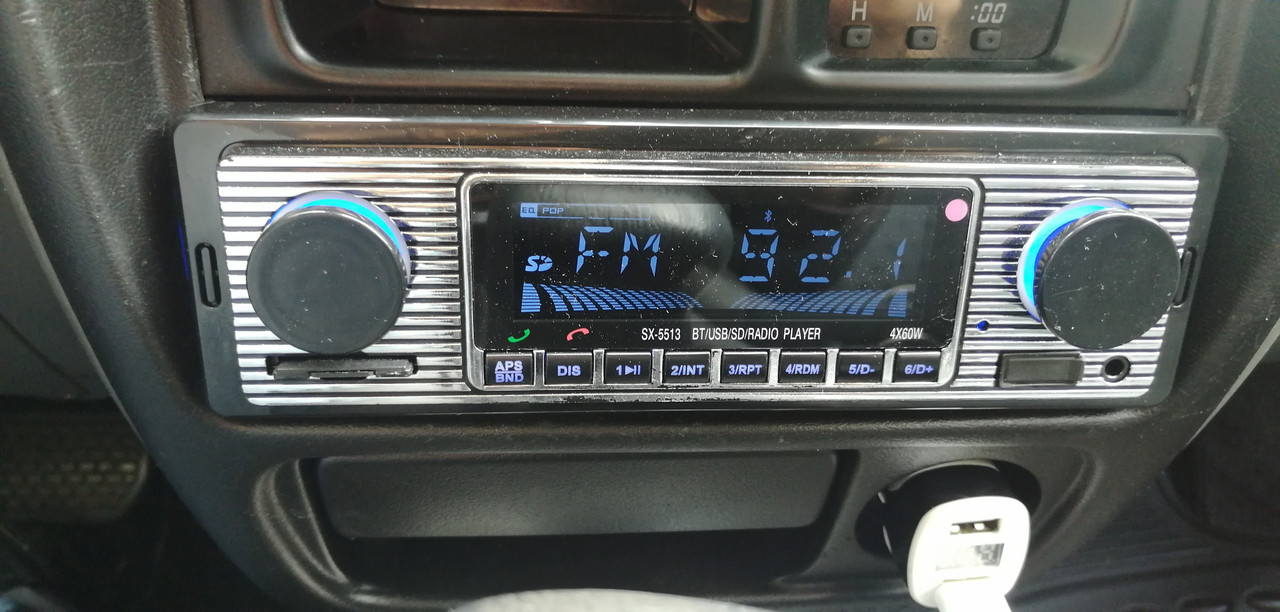 H M :00
EQ POP
SD FM 92.1
SX-5513 BT/USB/SD/RADIO PLAYER 4X60W
APS DIS 1 2/INT 3/RPT 4/RDM 5/D- 6/D+
BND